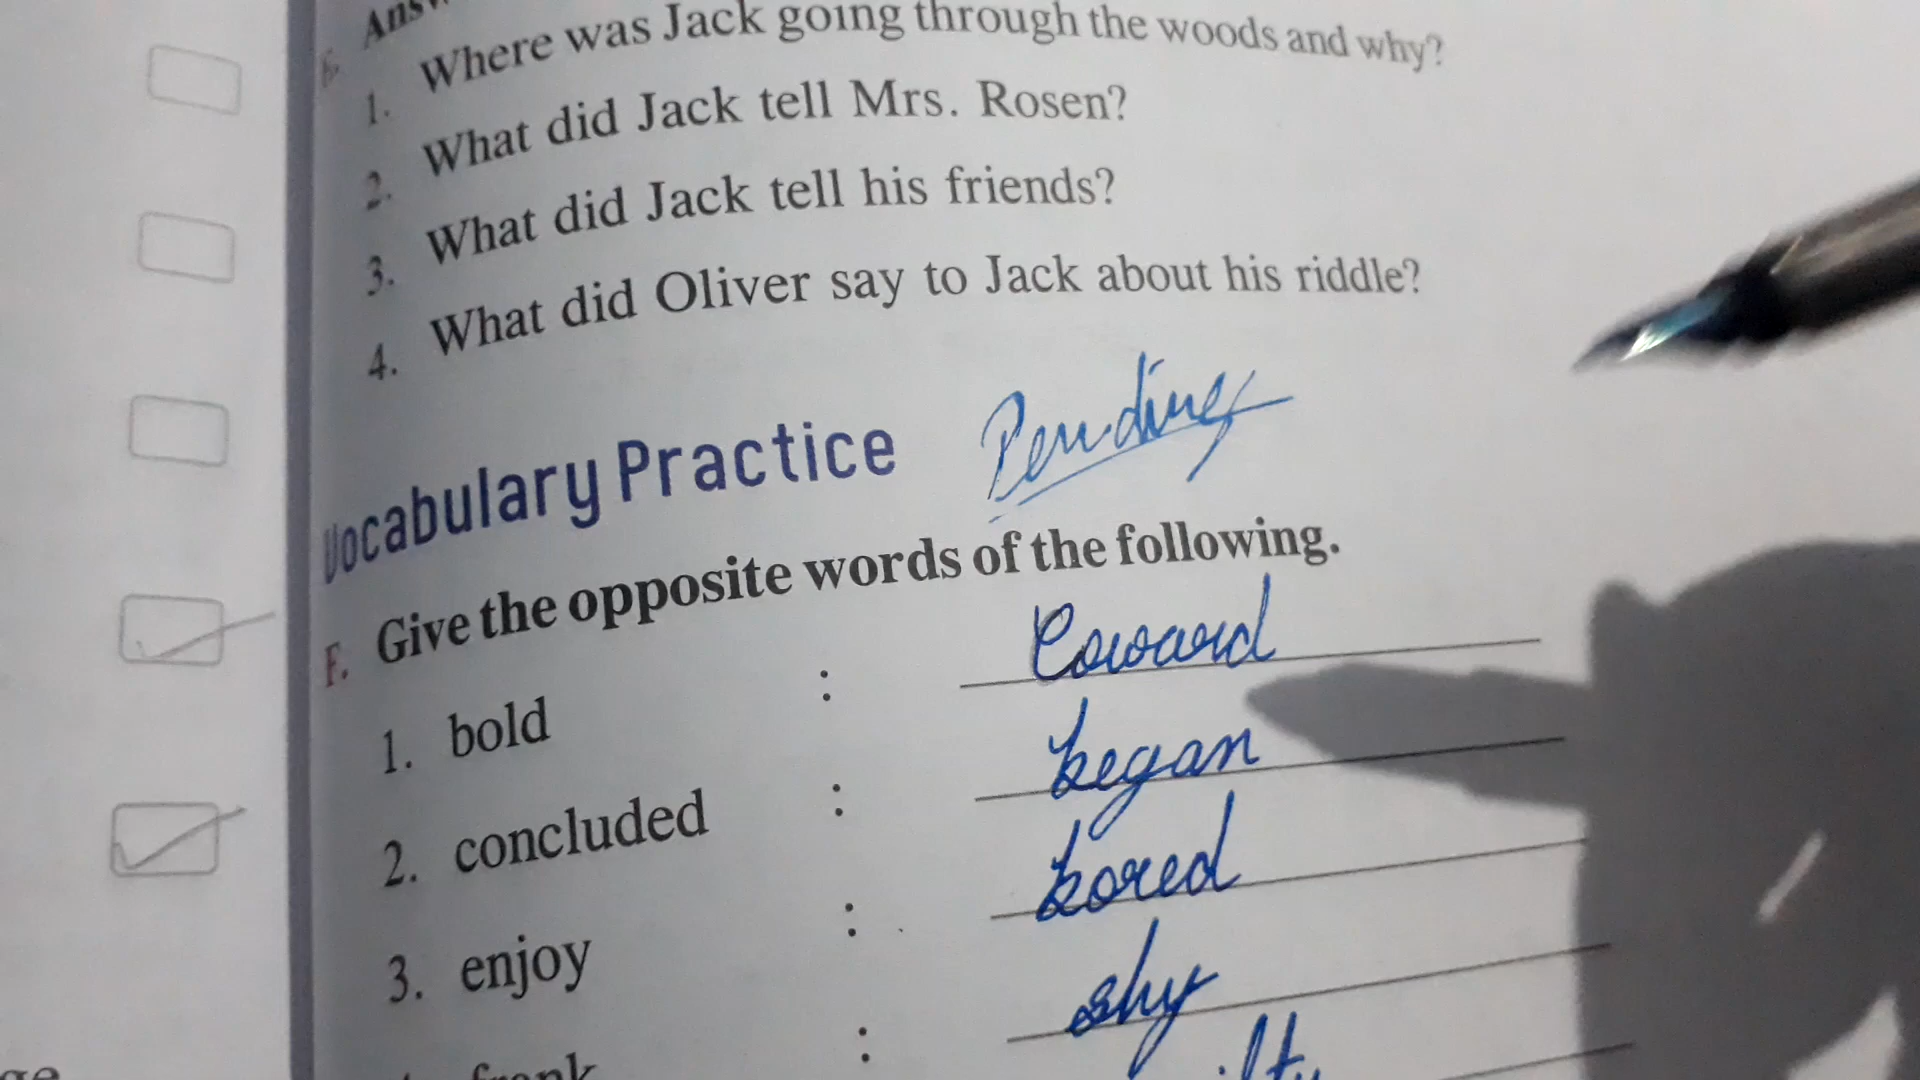 1. Where was Jack going through the woods and why?
2. What did Jack tell Mrs. Rosen?
3. What did Jack tell his friends?
4. What did Oliver say to Jack about his riddle?
Vocabulary Practice Pending
F. Give the opposite words of the following.
1. bold : Coward
2. concluded : began
3. enjoy : bored
frank : shy